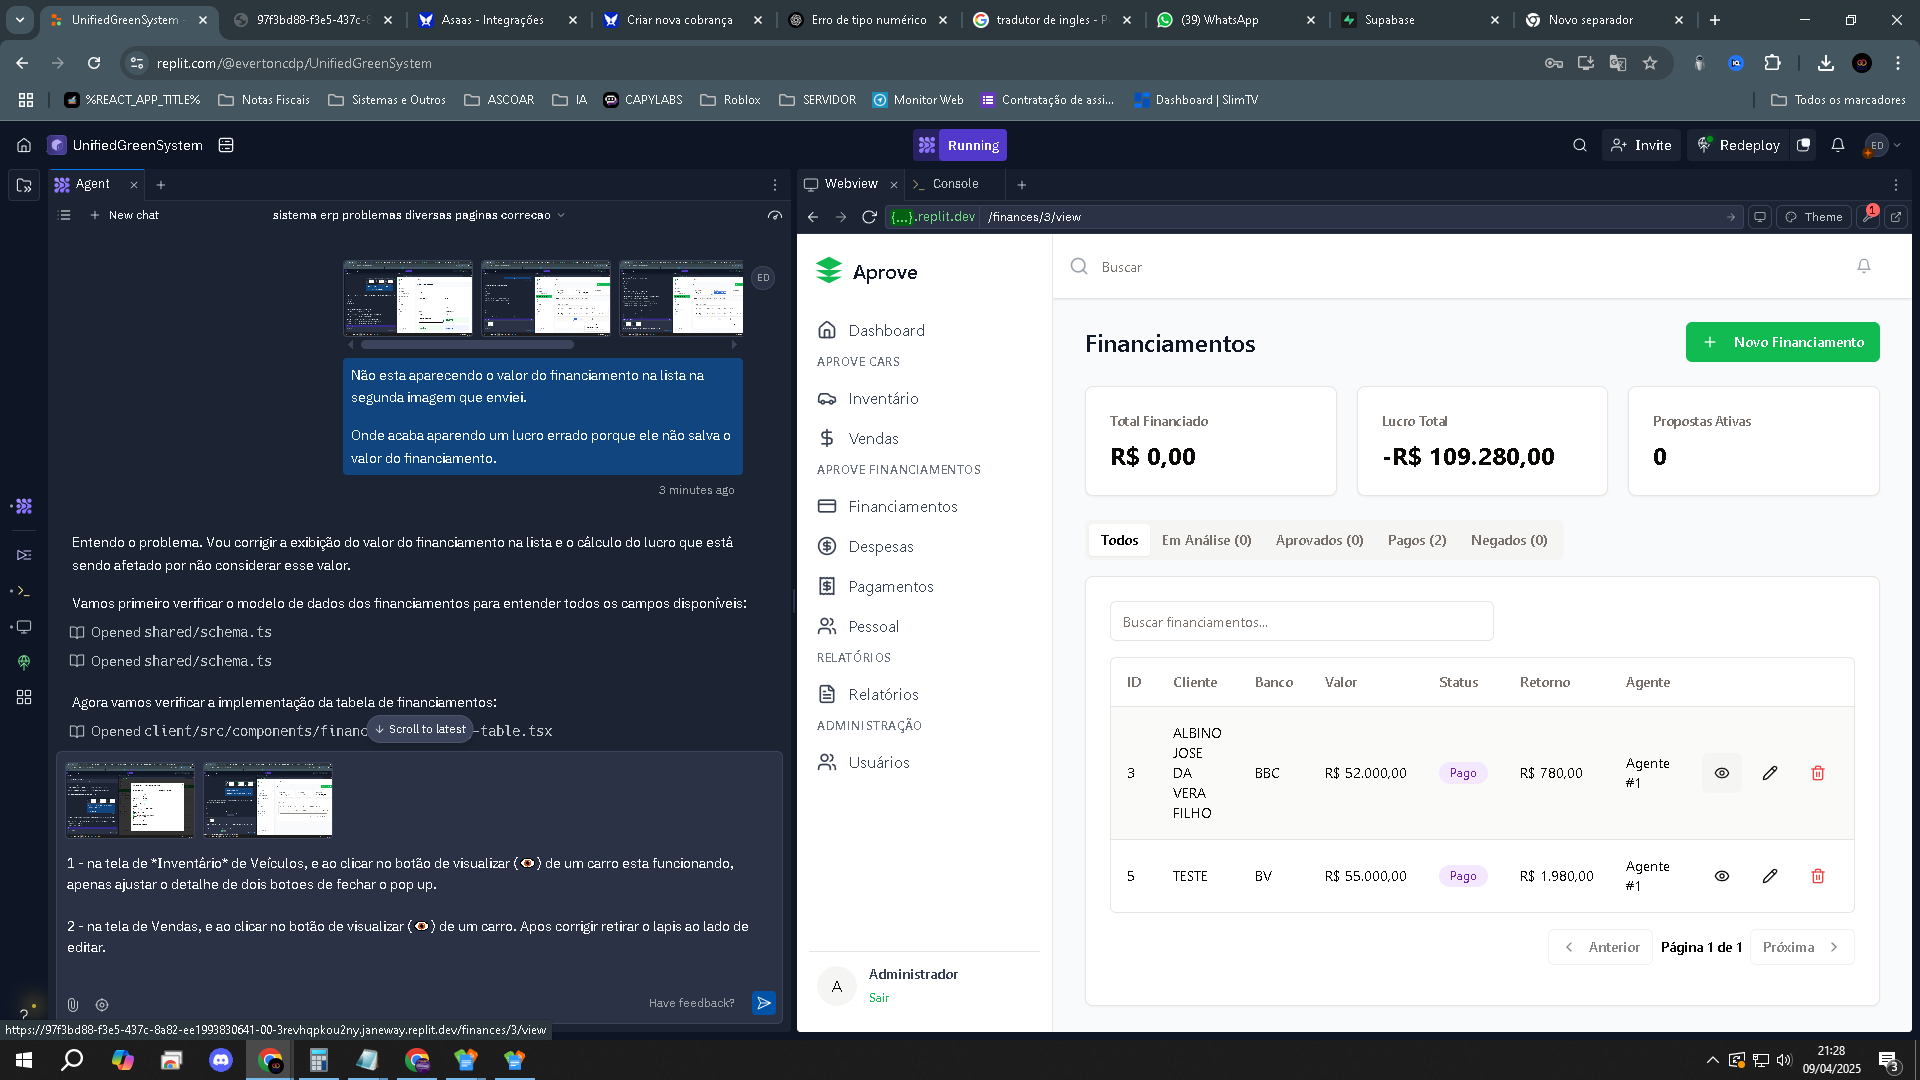 UnifiedGreenSystem -
97f3bd88-f3e5-437c-8
Asaas - Integrações
Criar nova cobrança
Erro de tipo numérico
tradutor de ingles - Pe
(39) WhatsApp
Supabase
Novo separador
replit.com/@evertoncdp/UnifiedGreenSystem
%REACT_APP_TITLE%
Notas Fiscais
Sistemas e Outros
ASCOAR
IA
CAPYLABS
Roblox
SERVIDOR
Monitor Web
Contratação de assi...
Dashboard | SlimTV
Todos os marcadores
UnifiedGreenSystem
Running
Invite
Redeploy
ED
Agent
New chat
sistema erp problemas diversas paginas correcao
ED
Não esta aparecendo o valor do financiamento na lista na
segunda imagem que enviei.
Onde acaba aparendo um lucro errado porque ele não salva o
valor do financiamento.
3 minutes ago
Entendo o problema. Vou corrigir a exibição do valor do financiamento na lista e o cálculo do lucro que está
sendo afetado por não considerar esse valor.
Vamos primeiro verificar o modelo de dados dos financiamentos para entender todos os campos disponíveis:
Opened shared/schema.ts
Opened shared/schema.ts
Agora vamos verificar a implementação da tabela de financiamentos:
Opened client/src/components/financ
-table.tsx
Scroll to latest
1 - na tela de *Inventário* de Veículos, e ao clicar no botão de visualizar (👁) de um carro esta funcionando,
apenas ajustar o detalhe de dois botoes de fechar o pop up.
2 - na tela de Vendas, e ao clicar no botão de visualizar (👁) de um carro. Apos corrigir retirar o lapis ao lado de
editar.
Have feedback?
https://97f3bd88-f3e5-437c-8a82-ee1993830641-00-3revhqpkou2ny.janeway.replit.dev/finances/3/view
Webview
Console
{...}.replit.dev
/finances/3/view
Theme
1
Aprove
Dashboard
APROVE CARS
Inventário
Vendas
APROVE FINANCIAMENTOS
Financiamentos
Despesas
Pagamentos
Pessoal
RELATÓRIOS
Relatórios
ADMINISTRAÇÃO
Usuários
A
Administrador
Sair
Buscar
Financiamentos
+ Novo Financiamento
Total Financiado
R$ 0,00
Lucro Total
-R$ 109.280,00
Propostas Ativas
0
Todos
Em Análise (0)
Aprovados (0)
Pagos (2)
Negados (0)
Buscar financiamentos...
ID Cliente Banco Valor Status Retorno Agente
3 ALBINO JOSE DA VERA FILHO BBC R$ 52.000,00 Pago R$ 780,00 Agente #1
5 TESTE BV R$ 55.000,00 Pago R$ 1.980,00 Agente #1
Anterior
Página 1 de 1
Próxima
21:28
09/04/2025
3